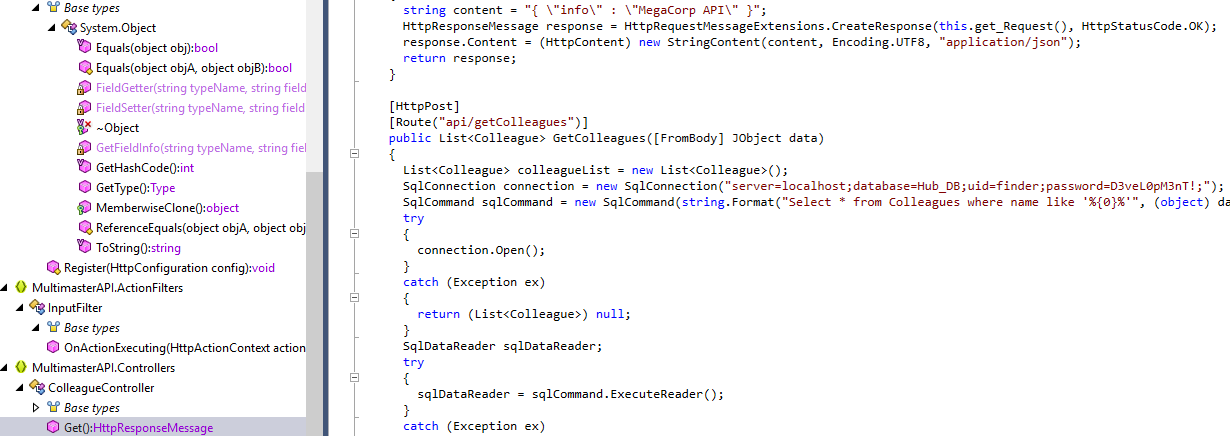 Base types
System.Object
Equals(object obj):bool
Equals(object objA, object objB):bool
FieldGetter(string typeName, string field
FieldSetter(string typeName, string field
~Object
GetFieldInfo(string typeName, string field
GetHashCode():int
GetType():Type
MemberwiseClone():object
ReferenceEquals(object objA, object obj
ToString():string
Register(HttpConfiguration config):void
MultimasterAPI.ActionFilters
InputFilter
Base types
OnActionExecuting(HttpActionContext action
MultimasterAPI.Controllers
ColleagueController
Base types
Get():HttpResponseMessage
string content = "{ \"info\" : \"MegaCorp API\" }";
HttpResponseMessage response = HttpRequestMessageExtensions.CreateResponse(this.get_Request(), HttpStatusCode.OK);
response.Content = (HttpContent) new StringContent(content, Encoding.UTF8, "application/json");
return response;
}
[HttpPost]
[Route("api/getColleagues")]
public List<Colleague> GetColleagues([FromBody] JObject data)
{
List<Colleague> colleagueList = new List<Colleague>();
SqlConnection connection = new SqlConnection("server=localhost;database=Hub_DB;uid=finder;password=D3veL0pM3nT!;");
SqlCommand sqlCommand = new SqlCommand(string.Format("Select * from Colleagues where name like '%{0}%'", (object) da
try
{
connection.Open();
}
catch (Exception ex)
{
return (List<Colleague>) null;
}
SqlDataReader sqlDataReader;
try
{
sqlDataReader = sqlCommand.ExecuteReader();
}
catch (Exception ex)